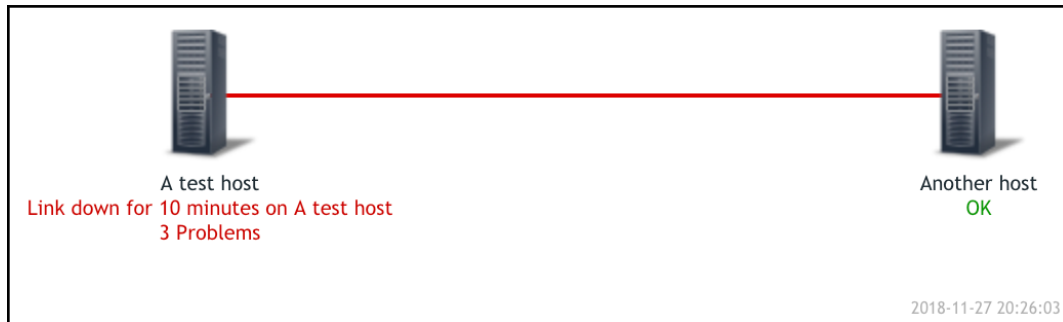 A test host
Link down for 10 minutes on A test host
3 Problems
Another host
OK
2018-11-27 20:26:03